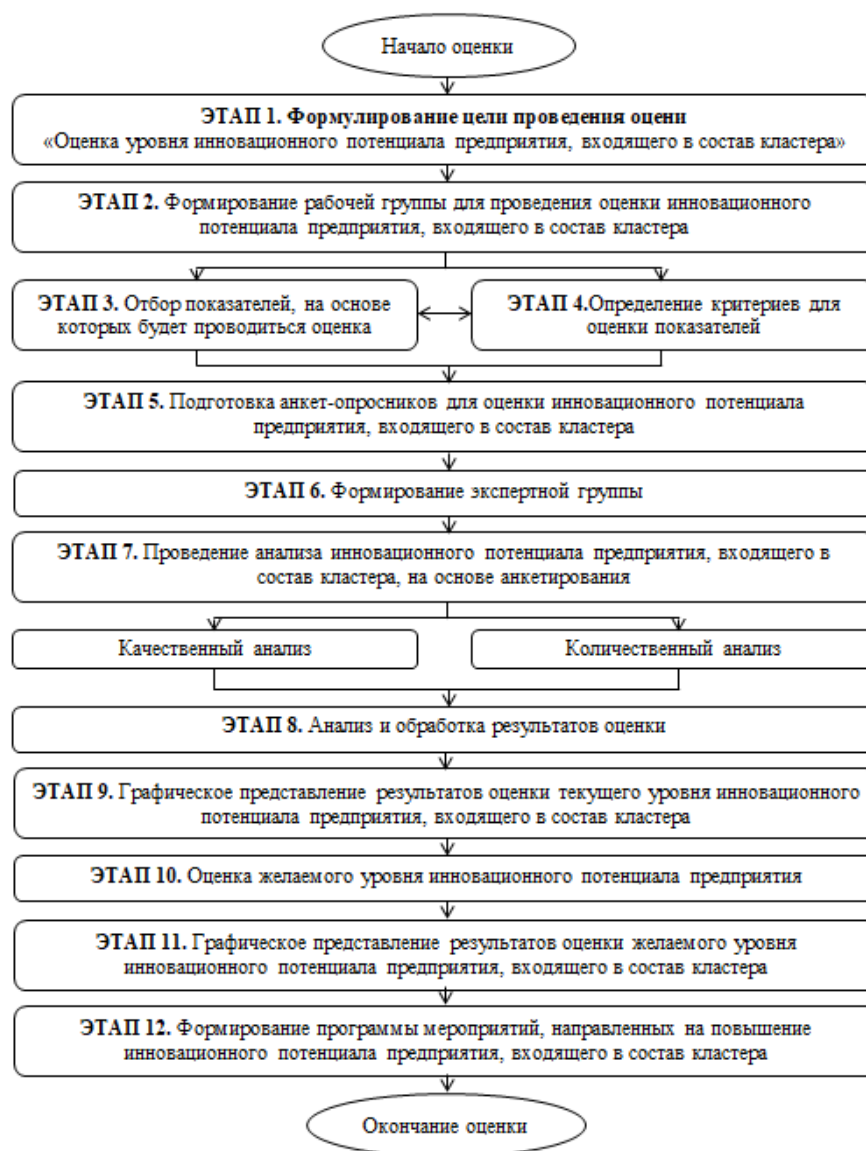 Начало оценки
ЭТАП 1. Формулирование цели проведения оцени
«Оценка уровня инновационного потенциала предприятия, входящего в состав кластера»
ЭТАП 2. Формирование рабочей группы для проведения оценки инновационного
потенциала предприятия, входящего в состав кластера
ЭТАП 3. Отбор показателей, на основе
которых будет проводиться оценка
ЭТАП 4.Определение критериев для
оценки показателей
ЭТАП 5. Подготовка анкет-опросников для оценки инновационного потенциала
предприятия, входящего в состав кластера
ЭТАП 6. Формирование экспертной группы
ЭТАП 7. Проведение анализа инновационного потенциала предприятия, входящего в
состав кластера, на основе анкетирования
Качественный анализ
Количественный анализ
ЭТАП 8. Анализ и обработка результатов оценки
ЭТАП 9. Графическое представление результатов оценки текущего уровня инновационного
потенциала предприятия, входящего в состав кластера
ЭТАП 10. Оценка желаемого уровня инновационного потенциала предприятия
ЭТАП 11. Графическое представление результатов оценки желаемого уровня
инновационного потенциала предприятия, входящего в состав кластера
ЭТАП 12. Формирование программы мероприятий, направленных на повышение
инновационного потенциала предприятия, входящего в состав кластера
Окончание оценки